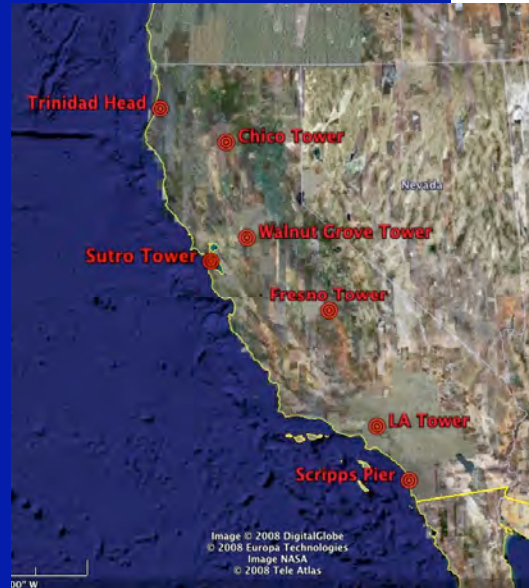 Trinidad Head
Chico Tower
Nevada
Walnut Grove Tower
Sutro Tower
Fresno Tower
LA Tower
Scripps Pier
Image © 2008 DigitalGlobe
© 2008 Europa Technologies
Image NASA
© 2008 Tele Atlas
00" W